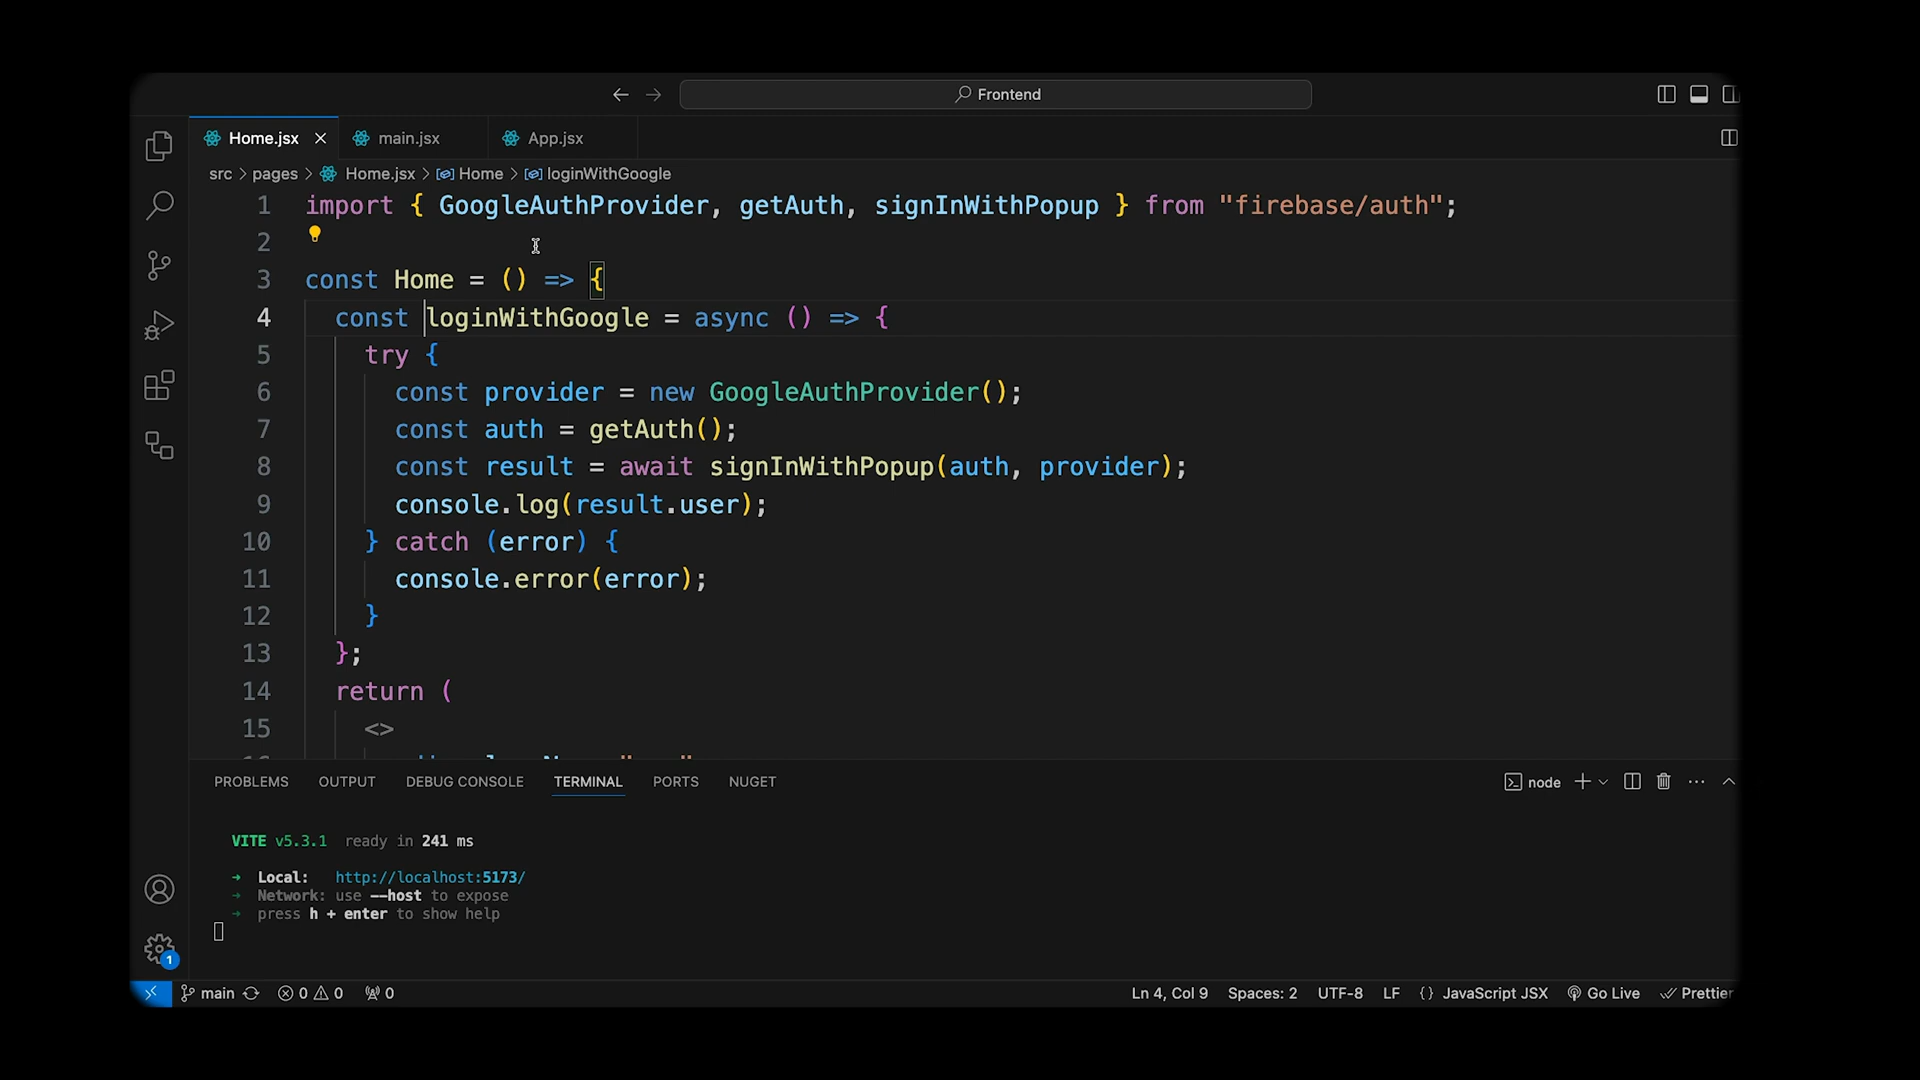 Frontend
Home.jsx
main.jsx
App.jsx
src > pages > Home.jsx > Home > loginWithGoogle
1 import { GoogleAuthProvider, getAuth, signInWithPopup } from "firebase/auth";
2
3 const Home = () => {
4 const loginWithGoogle = async () => {
5 try {
6 const provider = new GoogleAuthProvider();
7 const auth = getAuth();
8 const result = await signInWithPopup(auth, provider);
9 console.log(result.user);
10 } catch (error) {
11 console.error(error);
12 }
13 };
14 return (
15 <>
PROBLEMS OUTPUT DEBUG CONSOLE TERMINAL PORTS NUGET
node
VITE v5.3.1 ready in 241 ms
➜ Local: http://localhost:5173/
➜ Network: use --host to expose
➜ press h + enter to show help
1
main 0 0 0 Ln 4, Col 9 Spaces: 2 UTF-8 LF {} JavaScript JSX Go Live Prettier